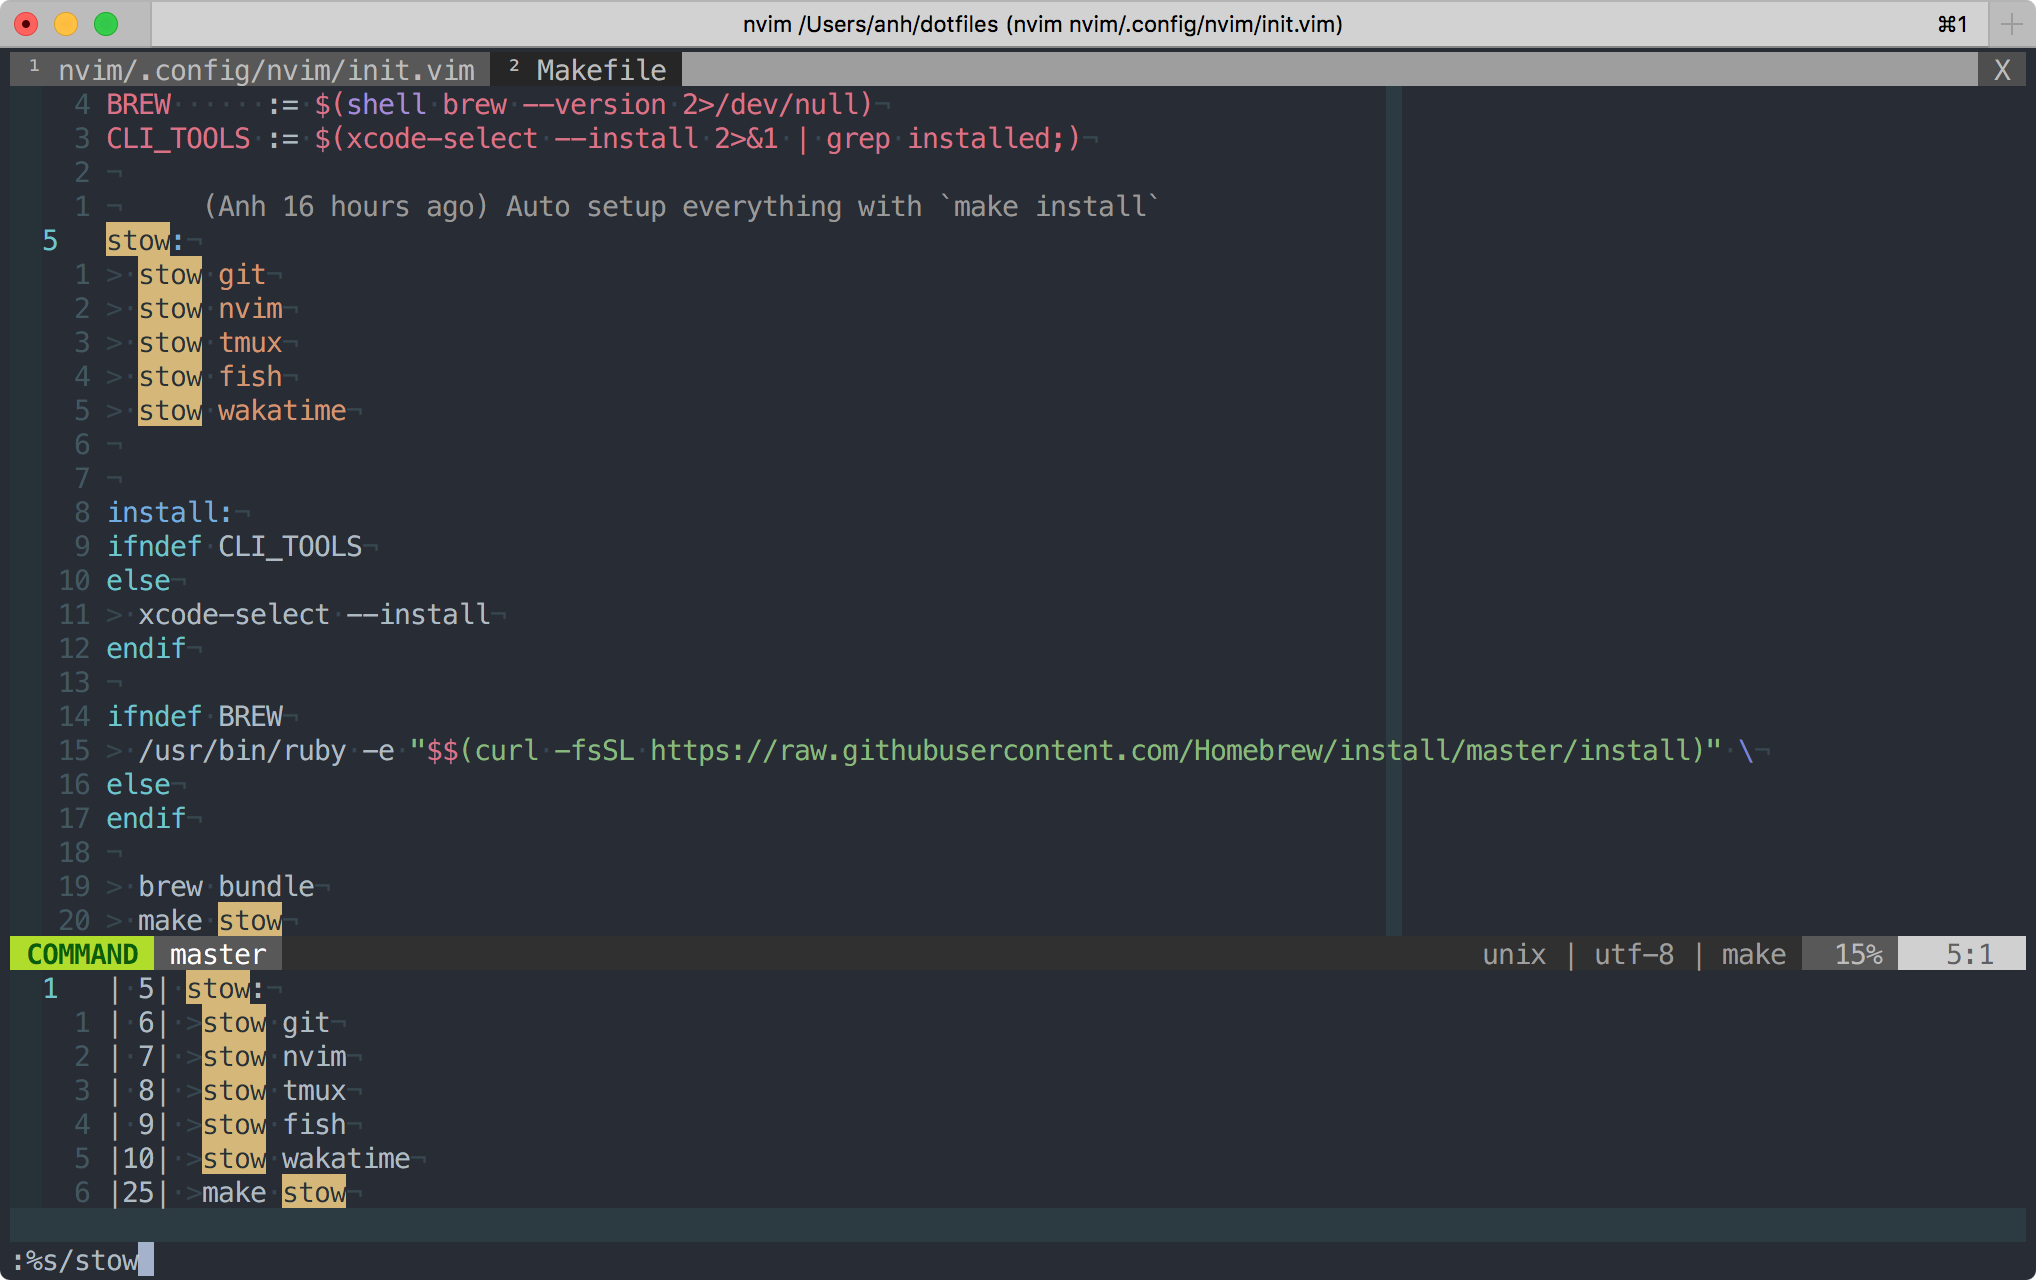 nvim /Users/anh/dotfiles (nvim nvim/.config/nvim/init.vim) ⌘1 +
¹ nvim/.config/nvim/init.vim ² Makefile X
4 BREW······:=·$(shell·brew·--version·2>/dev/null)¬
3 CLI_TOOLS·:=·$(xcode-select·--install·2>&1·|·grep·installed;)¬
2 ¬
1 ¬ (Anh 16 hours ago) Auto setup everything with `make install`
5 stow:¬
1 >·stow·git¬
2 >·stow·nvim¬
3 >·stow·tmux¬
4 >·stow·fish¬
5 >·stow·wakatime¬
6 ¬
7 ¬
8 install:¬
9 ifndef·CLI_TOOLS¬
10 else¬
11 >·xcode-select·--install¬
12 endif¬
13 ¬
14 ifndef·BREW¬
15 >·/usr/bin/ruby·-e·"$$(curl·-fsSL·https://raw.githubusercontent.com/Homebrew/install/master/install)"·\¬
16 else¬
17 endif¬
18 ¬
19 >·brew·bundle¬
20 >·make·stow¬
COMMAND master unix | utf-8 | make 15% 5:1
1 |·5|·stow:¬
1 |·6|·>stow·git¬
2 |·7|·>stow·nvim¬
3 |·8|·>stow·tmux¬
4 |·9|·>stow·fish¬
5 |10|·>stow·wakatime¬
6 |25|·>make·stow¬
:%s/stow